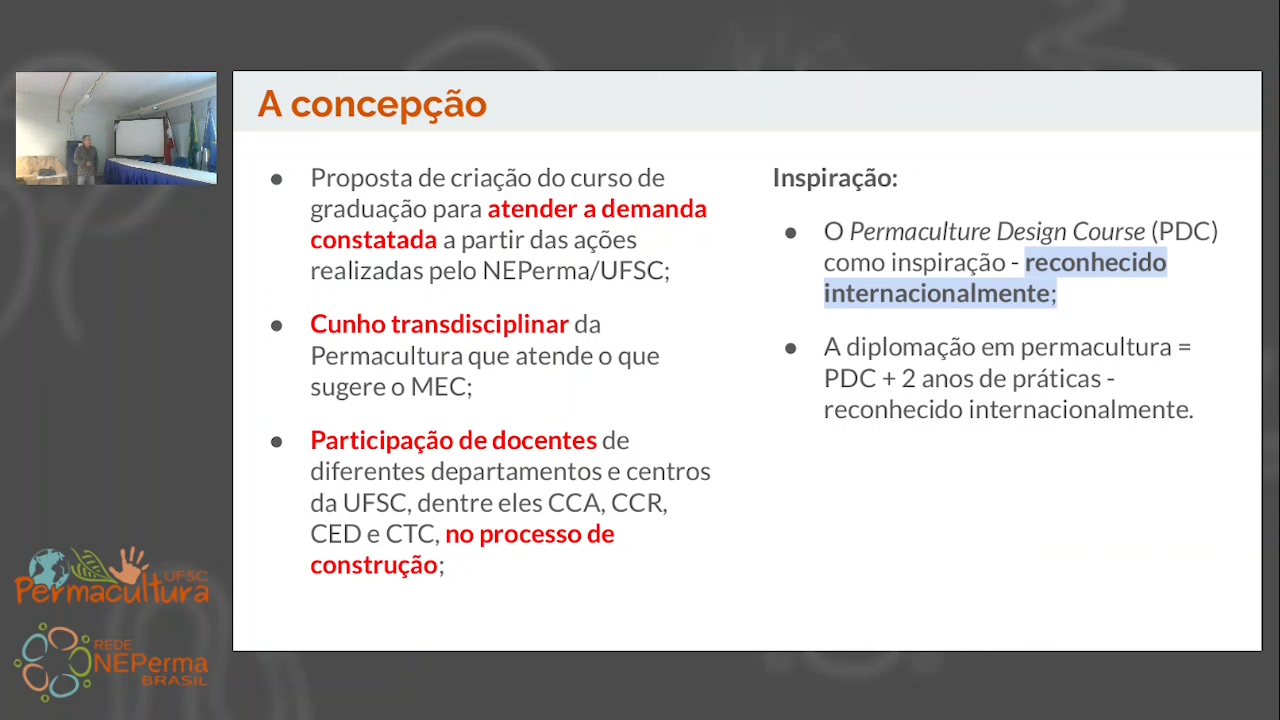 A concepção
● Proposta de criação do curso de
graduação para atender a demanda
constatada a partir das ações
realizadas pelo NEPerma/UFSC;
● Cunho transdisciplinar da
Permacultura que atende o que
sugere o MEC;
● Participação de docentes de
diferentes departamentos e centros
da UFSC, dentre eles CCA, CCR,
CED e CTC, no processo de
construção;
Inspiração:
● O Permaculture Design Course (PDC)
como inspiração - reconhecido
internacionalmente;
● A diplomação em permacultura =
PDC + 2 anos de práticas -
reconhecido internacionalmente.
UFSC
Permacultura
REDE
NEPerma
BRASIL